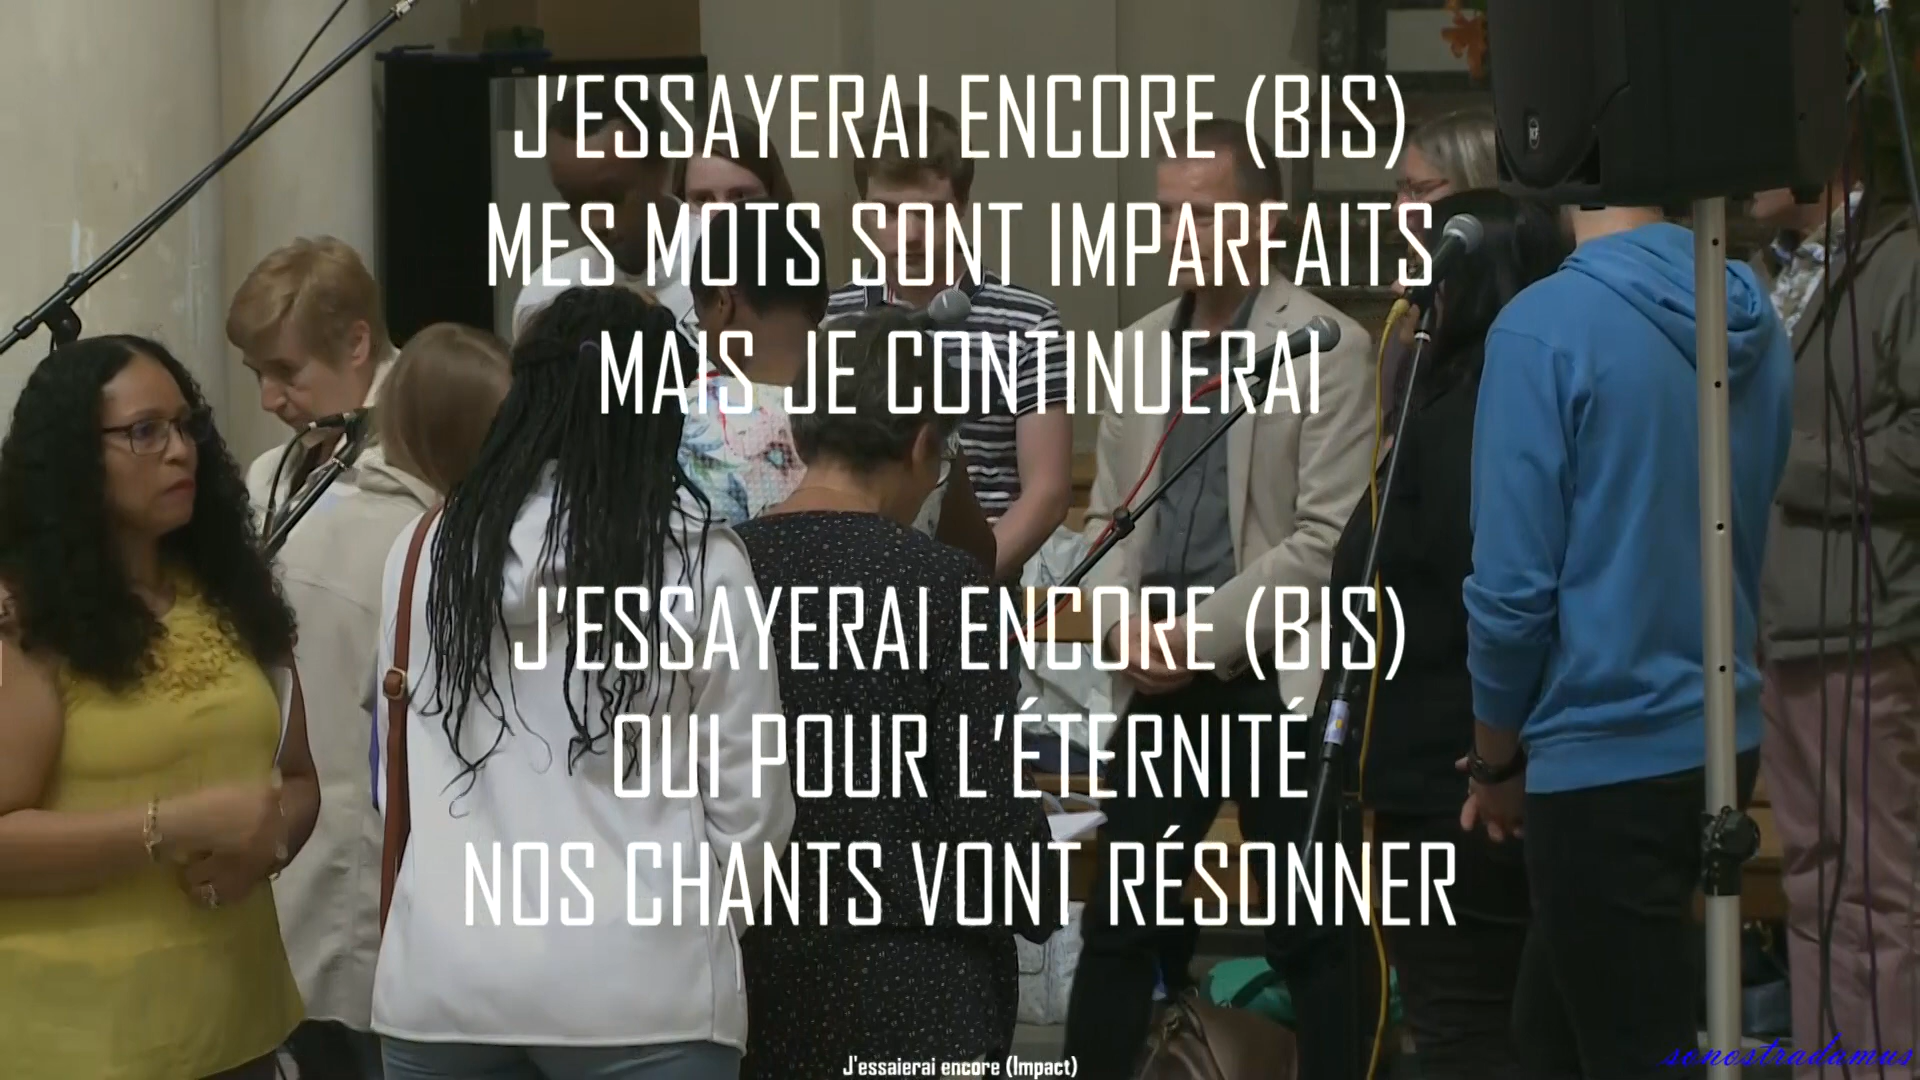 J'ESSAYERAI ENCORE (BIS)
MES MOTS SONT IMPARFAITS
MAIS JE CONTINUERAI
J'ESSAYERAI ENCORE (BIS)
OUI POUR L'ÉTERNITÉ
NOS CHANTS VONT RÉSONNER
J'essaierai encore (Impact)
sonostradamus